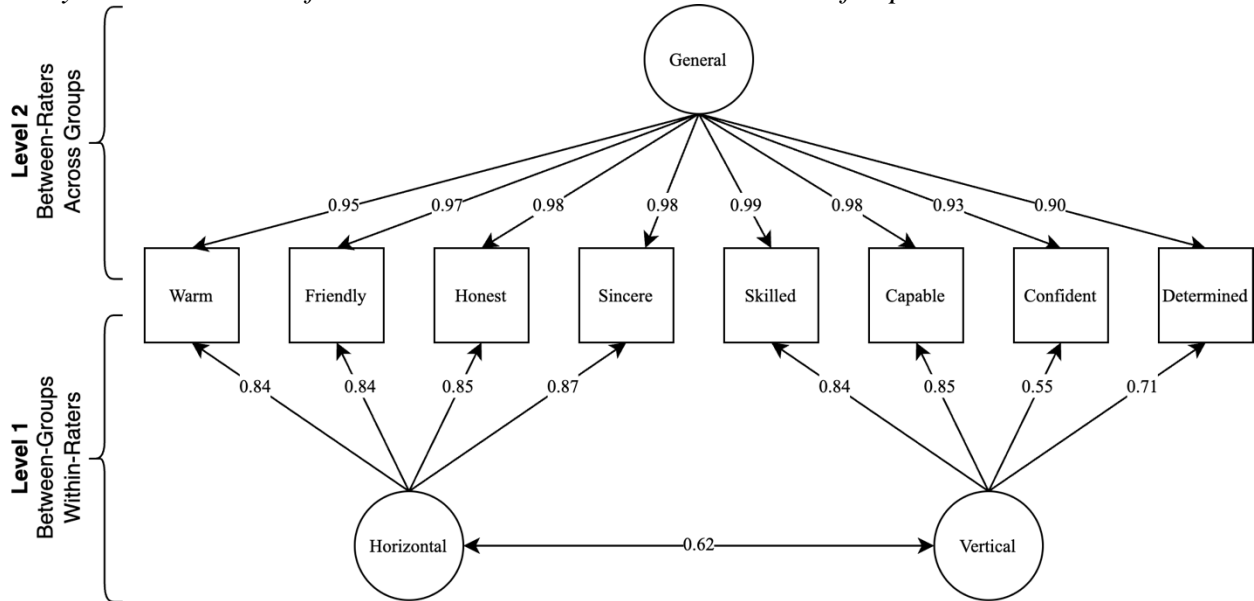 General
Level 2
Between-Raters
Across Groups
0.95
0.97
0.98
0.98
0.99
0.98
0.93
0.90
Warm
Friendly
Honest
Sincere
Skilled
Capable
Confident
Determined
Level 1
Between-Groups
Within-Raters
0.84
0.84
0.85
0.87
0.84
0.85
0.55
0.71
Horizontal
0.62
Vertical